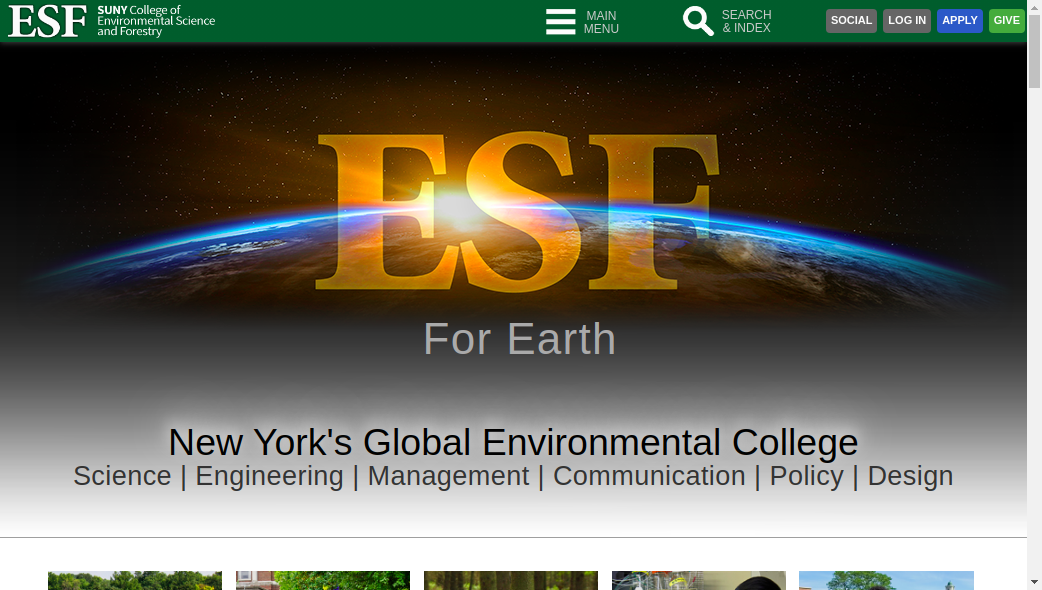 ESF
SUNY College of
Environmental Science
and Forestry
MAIN
MENU
SEARCH
& INDEX
SOCIAL
LOG IN
APPLY
GIVE
ESF
For Earth
New York's Global Environmental College
Science | Engineering | Management | Communication | Policy | Design